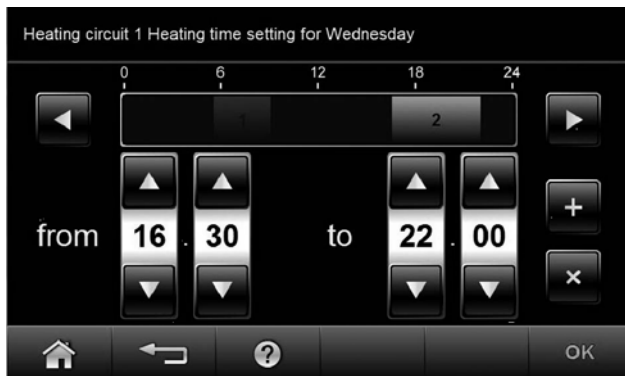 Heating circuit 1 Heating time setting for Wednesday
0 6 12 18 24
1 2
from 16 . 30 to 22 . 00
OK